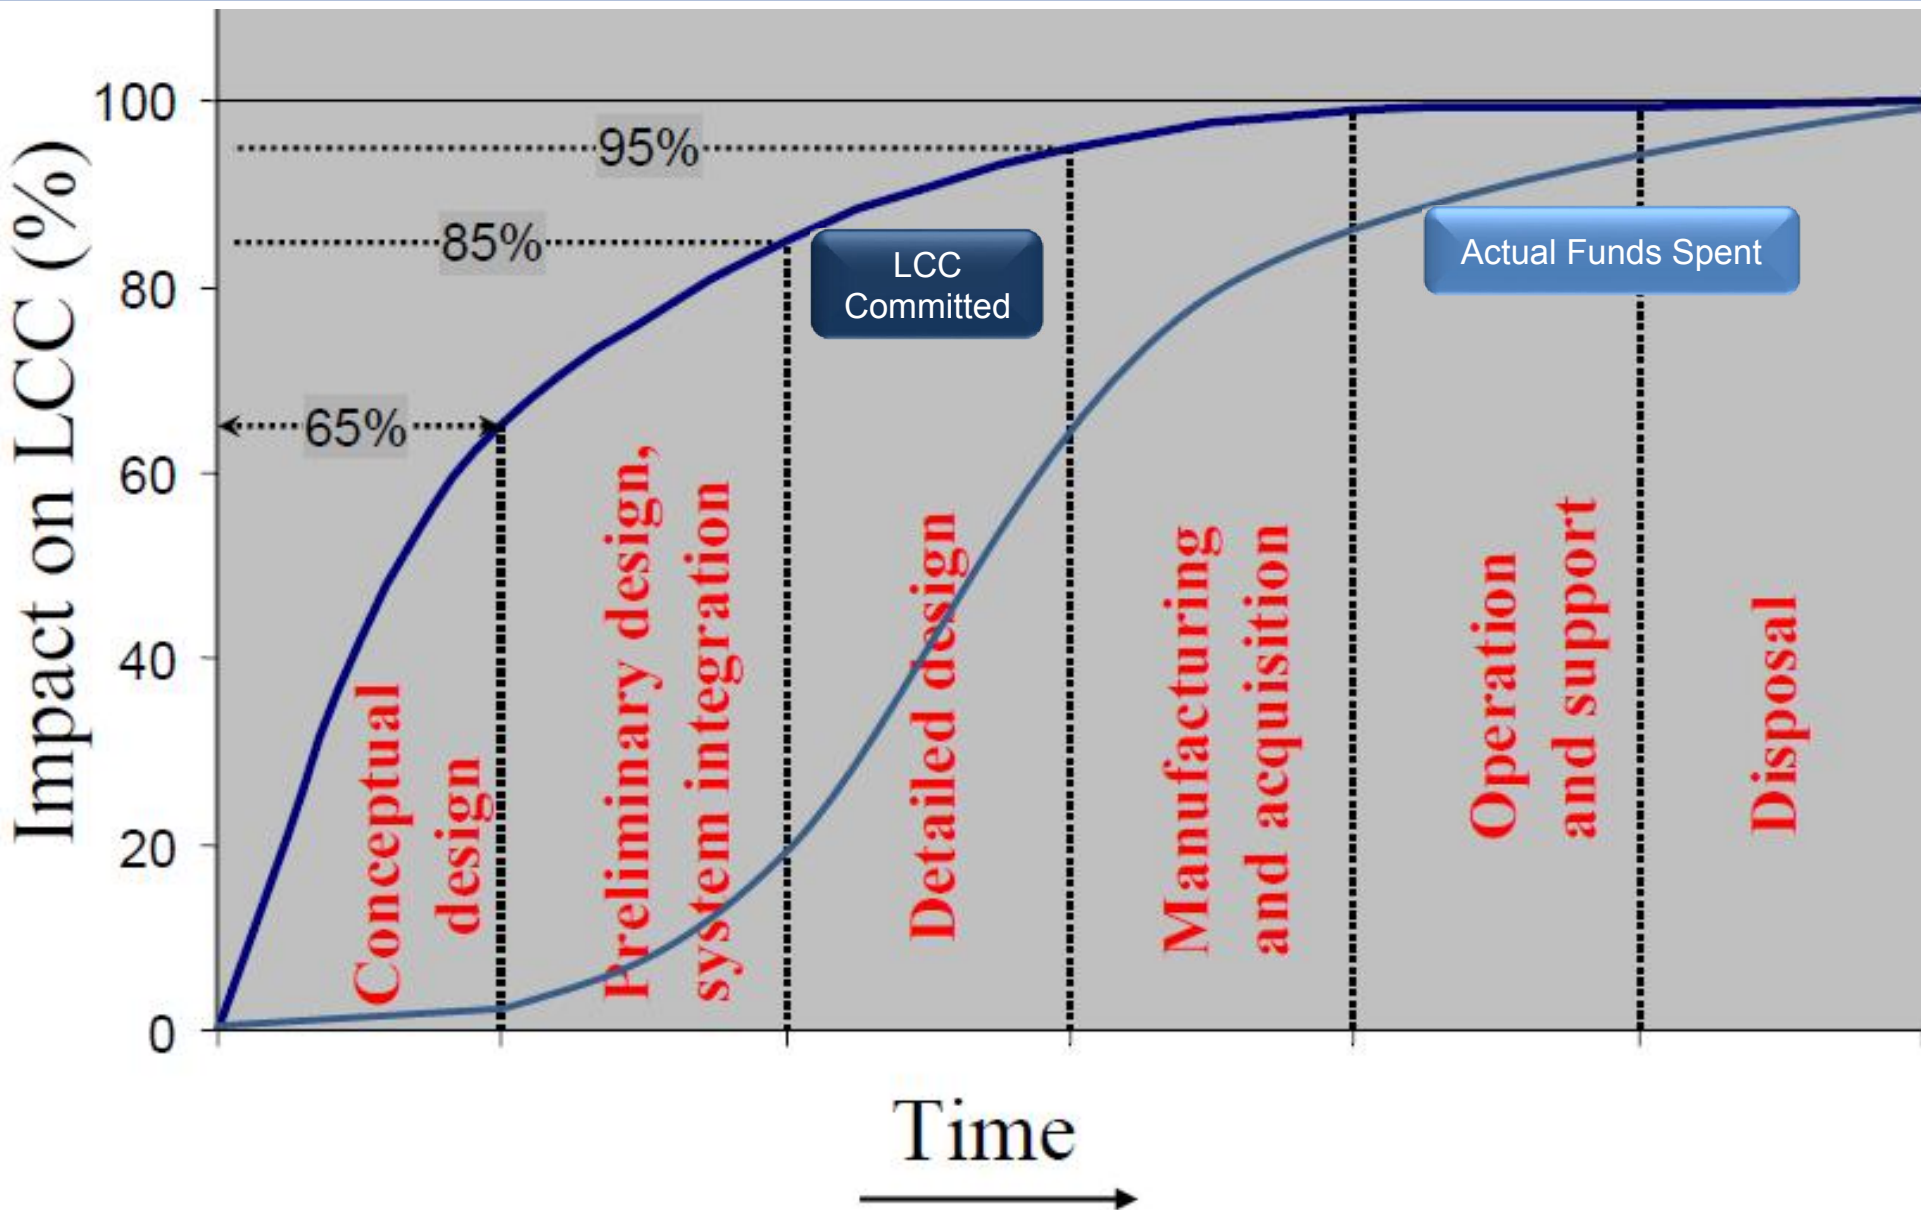 Impact on LCC (%)
100
80
60
40
20
0
95%
85%
65%
LCC
Committed
Actual Funds Spent
Conceptual
design
Preliminary design,
system integration
Detailed design
Manufacturing
and acquisition
Operation
and support
Disposal
Time